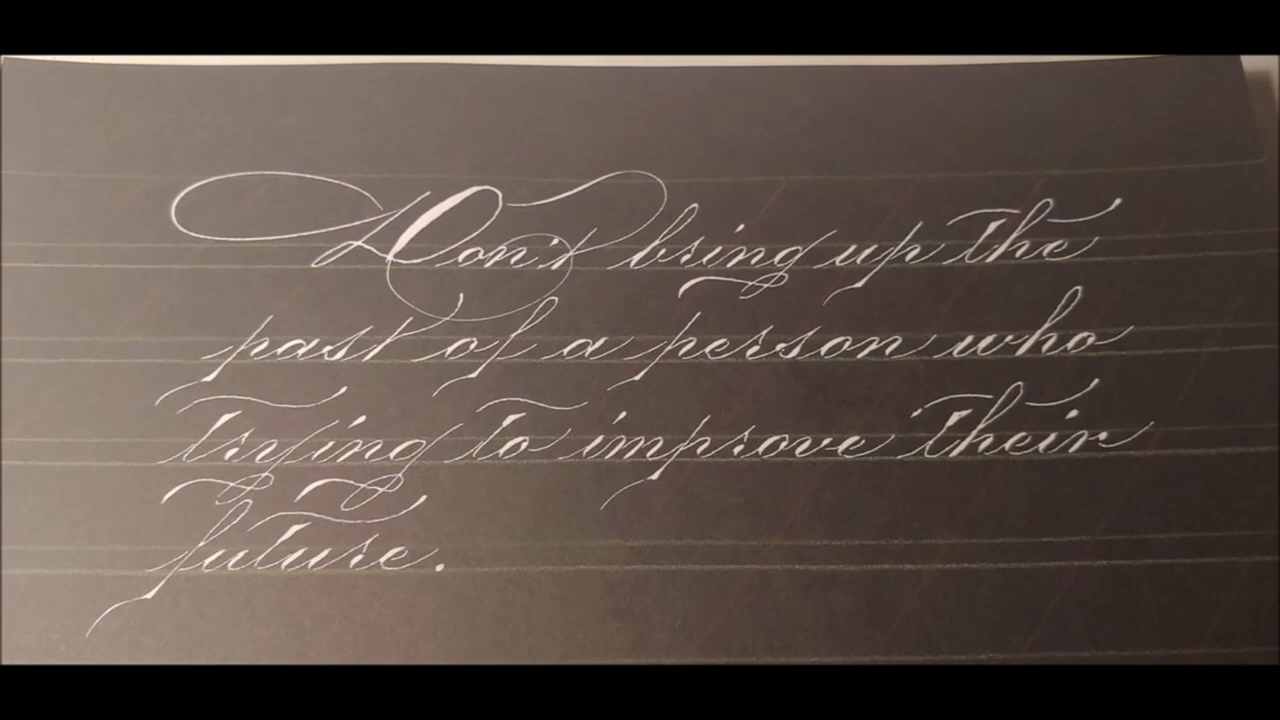 Don't bring up the
past of a person who
trying to improve their
future.